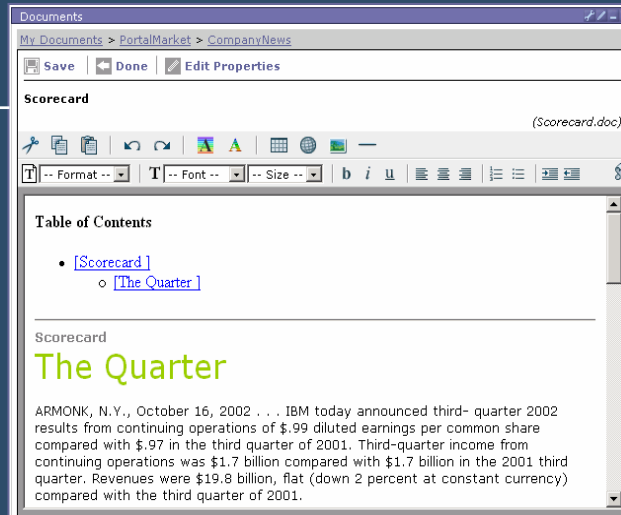 Documents
My Documents > PortalMarket > CompanyNews
Save Done Edit Properties
Scorecard
(Scorecard.doc)
A A
T -- Format -- T -- Font -- -- Size -- b i u
Table of Contents
[Scorecard ]
[The Quarter ]
Scorecard
The Quarter
ARMONK, N.Y., October 16, 2002 . . . IBM today announced third- quarter 2002
results from continuing operations of $.99 diluted earnings per common share
compared with $.97 in the third quarter of 2001. Third-quarter income from
continuing operations was $1.7 billion compared with $1.7 billion in the 2001 third
quarter. Revenues were $19.8 billion, flat (down 2 percent at constant currency)
compared with the third quarter of 2001.